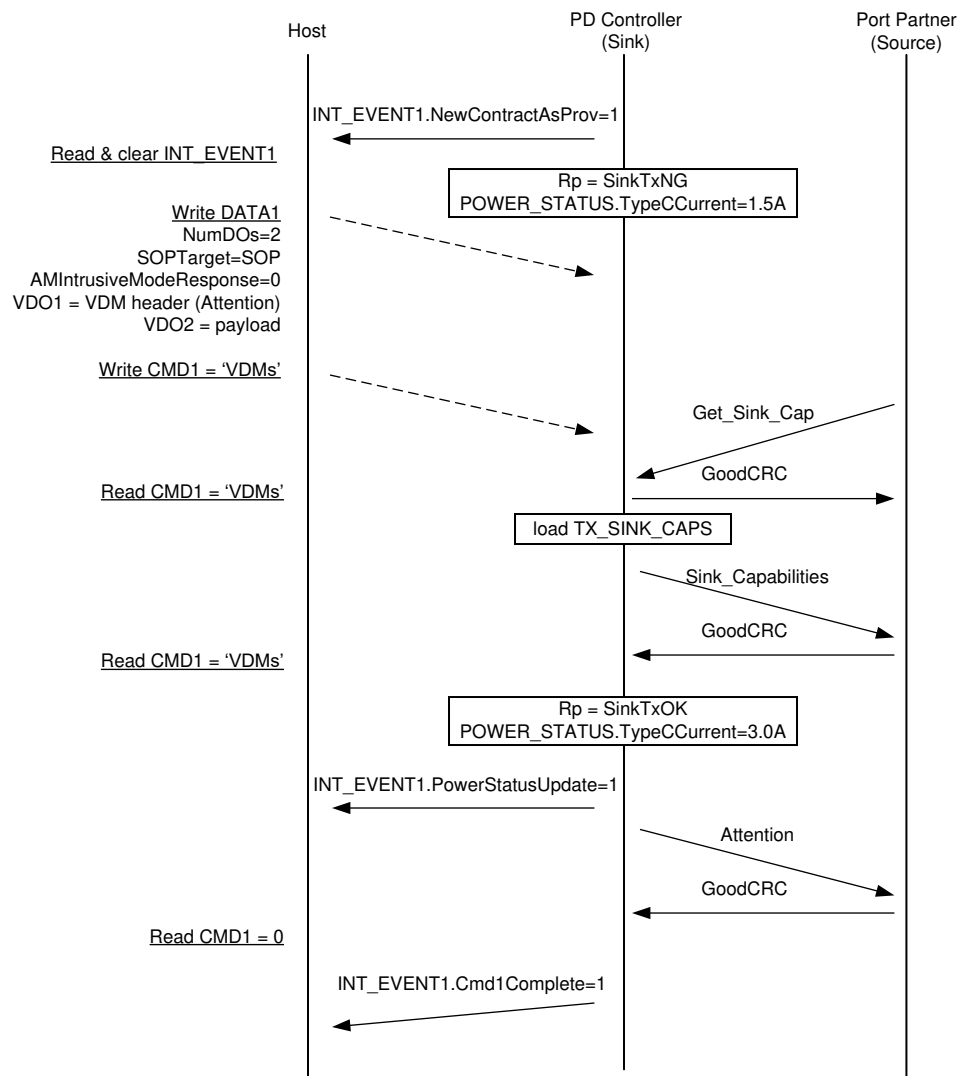 Host
PD Controller
(Sink)
Port Partner
(Source)
INT_EVENT1.NewContractAsProv=1
Read & clear INT_EVENT1
Rp = SinkTxNG
POWER_STATUS.TypeCCurrent=1.5A
Write DATA1
NumDOs=2
SOPTarget=SOP
AMIntrusiveModeResponse=0
VDO1 = VDM header (Attention)
VDO2 = payload
Write CMD1 = ‘VDMs’
Get_Sink_Cap
GoodCRC
Read CMD1 = ‘VDMs’
load TX_SINK_CAPS
Sink_Capabilities
GoodCRC
Read CMD1 = ‘VDMs’
Rp = SinkTxOK
POWER_STATUS.TypeCCurrent=3.0A
INT_EVENT1.PowerStatusUpdate=1
Attention
GoodCRC
Read CMD1 = 0
INT_EVENT1.Cmd1Complete=1